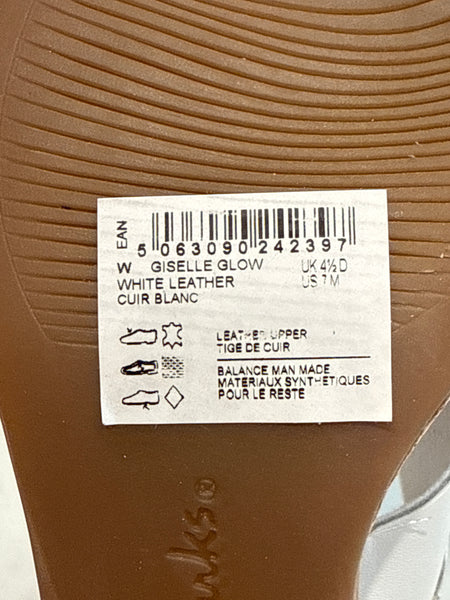 EAN
5 063090 242397
W GISELLE GLOW UK 4½ D
WHITE LEATHER US 7 M
CUIR BLANC
LEATHER UPPER
TIGE DE CUIR
BALANCE MAN MADE
MATERIAUX SYNTHETIQUES
POUR LE RESTE